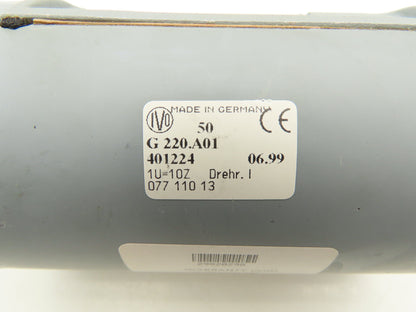 IVO MADE IN GERMANY
50 CE
G 220.A01
401224 06.99
1U=10Z Drehr. I
077 110 13